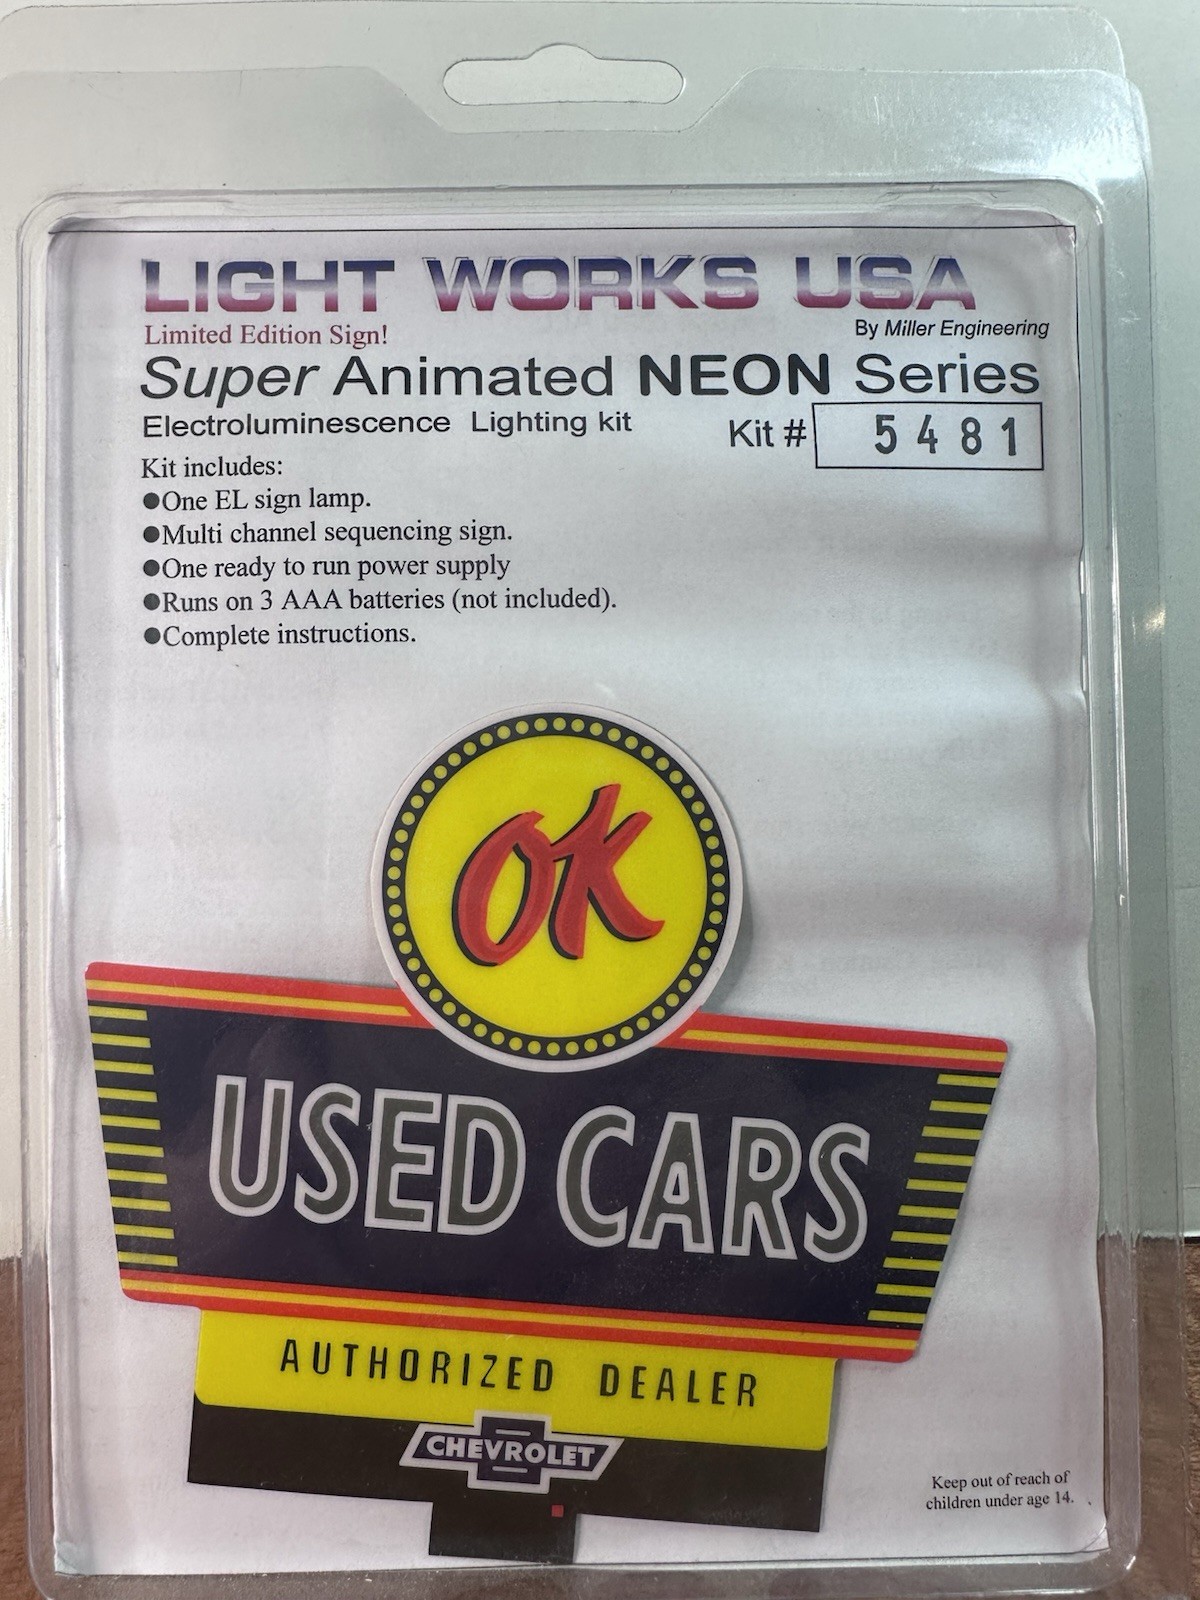 LIGHT WORKS USA
Limited Edition Sign!
By Miller Engineering
Super Animated NEON Series
Electroluminescence Lighting kit
Kit # 5481
Kit includes:
●One EL sign lamp.
●Multi channel sequencing sign.
●One ready to run power supply
●Runs on 3 AAA batteries (not included).
●Complete instructions.
OK
USED CARS
AUTHORIZED DEALER
CHEVROLET
Keep out of reach of
children under age 14.